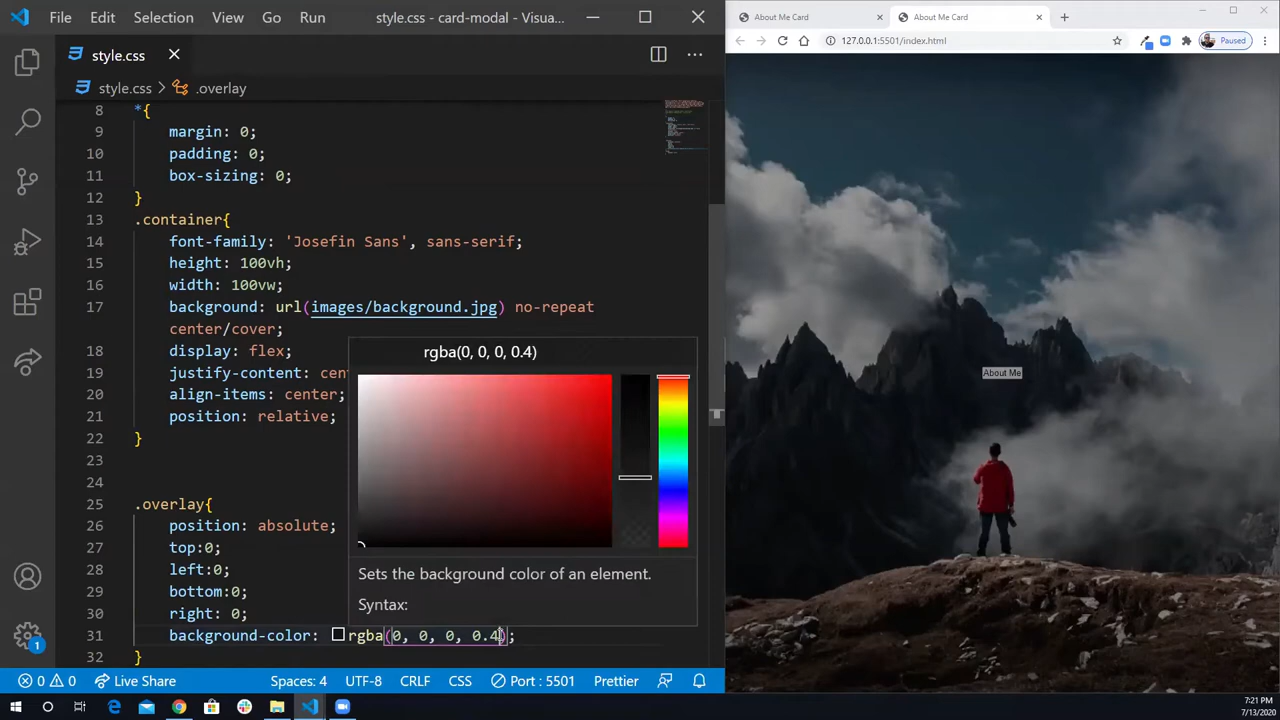 File Edit Selection View Go Run style.css - card-modal - Visua...
style.css
style.css > .overlay
8 *{
9 margin: 0;
10 padding: 0;
11 box-sizing: 0;
12 }
13 .container{
14 font-family: 'Josefin Sans', sans-serif;
15 height: 100vh;
16 width: 100vw;
17 background: url(images/background.jpg) no-repeat
center/cover;
18 display: flex;
19 justify-content: cent
20 align-items: center;
21 position: relative;
22 }
23
24
25 .overlay{
26 position: absolute;
27 top:0;
28 left:0;
29 bottom:0;
30 right: 0;
31 background-color: rgba(0, 0, 0, 0.4);
32 }
rgba(0, 0, 0, 0.4)
Sets the background color of an element.
Syntax:
1
0 0 Live Share Spaces: 4 UTF-8 CRLF CSS Port : 5501 Prettier
About Me Card About Me Card
127.0.0.1:5501/index.html Paused
About Me
7:21 PM
7/13/2020